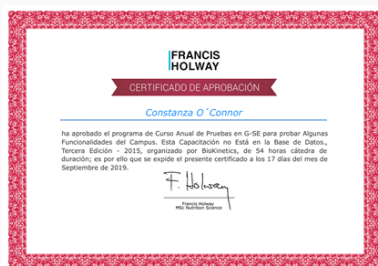 FRANCIS
HOLWAY
CERTIFICADO DE APROBACIÓN
Constanza O´Connor
ha aprobado el programa de Curso Anual de Pruebas en G-SE para probar Algunas
Funcionalidades del Campus. Esta Capacitación no Está en la Base de Datos.,
Tercera Edición - 2015, organizado por BioKinetics, de 54 horas cátedra de
duración; es por ello que se expide el presente certificado a los 17 días del mes de
Septiembre de 2019.
F. Holway
Francis Holway
MSc Nutrition Science